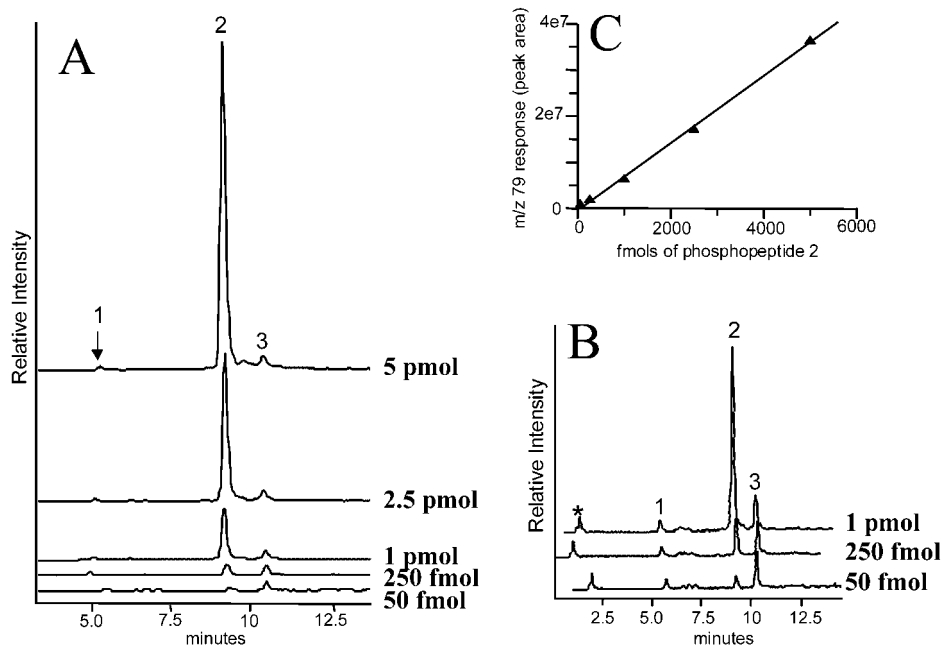 A
Relative Intensity
1
2
3
5 pmol
2.5 pmol
1 pmol
250 fmol
50 fmol
5.0 7.5 10 12.5
minutes
C
m/z 79 response (peak area)
4e7
2e7
0
0 2000 4000 6000
fmols of phosphopeptide 2
B
Relative Intensity
*
1
2
3
1 pmol
250 fmol
50 fmol
2.5 5.0 7.5 10 12.5
minutes